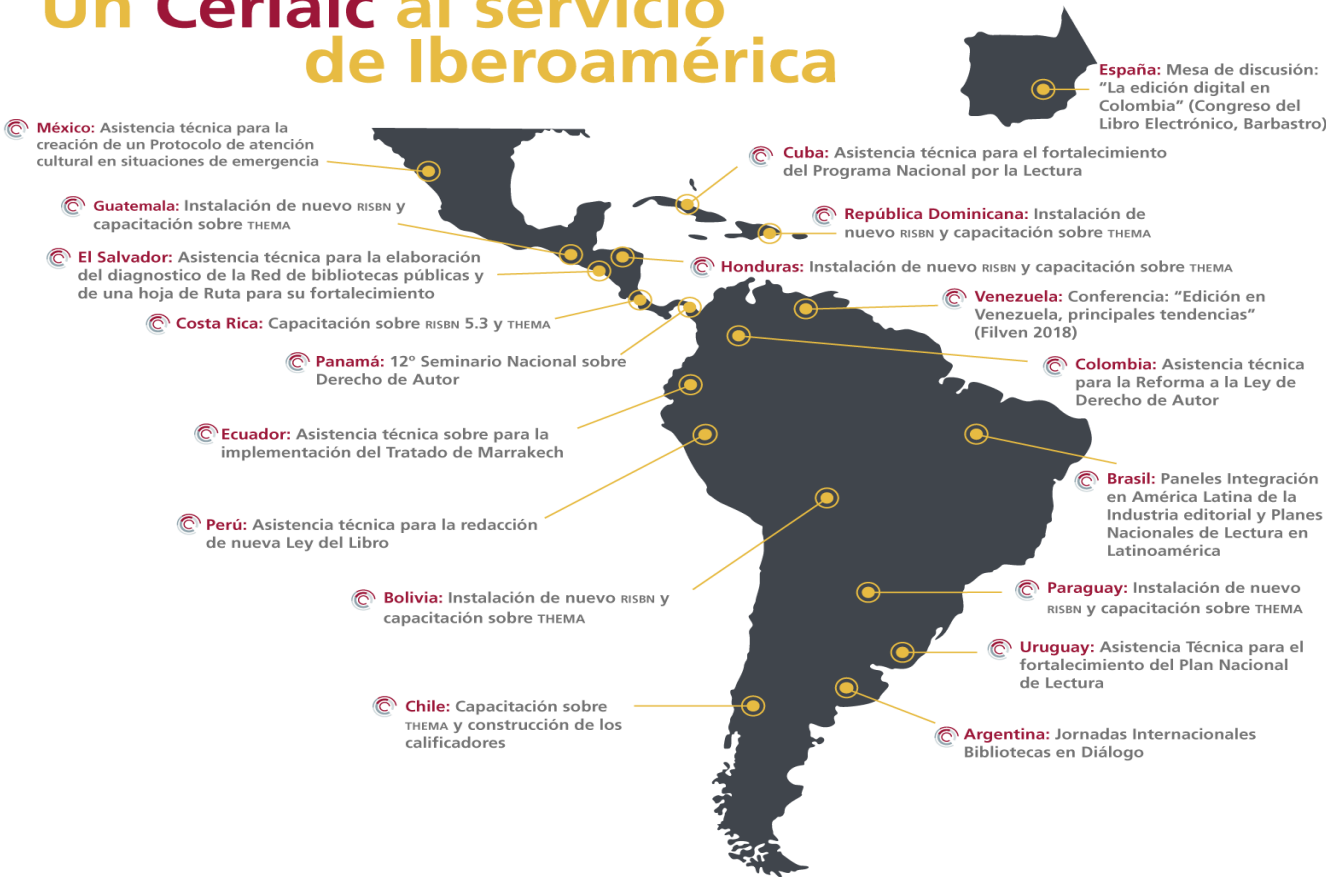 Un Cerlalc al servicio
de Iberoamérica
España: Mesa de discusión:
“La edición digital en
Colombia” (Congreso del
Libro Electrónico, Barbastro)
México: Asistencia técnica para la
creación de un Protocolo de atención
cultural en situaciones de emergencia
Cuba: Asistencia técnica para el fortalecimiento
del Programa Nacional por la Lectura
Guatemala: Instalación de nuevo RISBN y
capacitación sobre THEMA
República Dominicana: Instalación de
nuevo RISBN y capacitación sobre THEMA
El Salvador: Asistencia técnica para la elaboración
del diagnostico de la Red de bibliotecas públicas y
de una hoja de Ruta para su fortalecimiento
Honduras: Instalación de nuevo RISBN y capacitación sobre THEMA
Venezuela: Conferencia: “Edición en
Venezuela, principales tendencias”
(Filven 2018)
Costa Rica: Capacitación sobre RISBN 5.3 y THEMA
Panamá: 12º Seminario Nacional sobre
Derecho de Autor
Colombia: Asistencia técnica
para la Reforma a la Ley de
Derecho de Autor
Ecuador: Asistencia técnica sobre para la
implementación del Tratado de Marrakech
Brasil: Paneles Integración
en América Latina de la
Industria editorial y Planes
Nacionales de Lectura en
Latinoamérica
Perú: Asistencia técnica para la redacción
de nueva Ley del Libro
Bolivia: Instalación de nuevo RISBN y
capacitación sobre THEMA
Paraguay: Instalación de nuevo
RISBN y capacitación sobre THEMA
Uruguay: Asistencia Técnica para el
fortalecimiento del Plan Nacional
de Lectura
Chile: Capacitación sobre
THEMA y construcción de los
calificadores
Argentina: Jornadas Internacionales
Bibliotecas en Diálogo